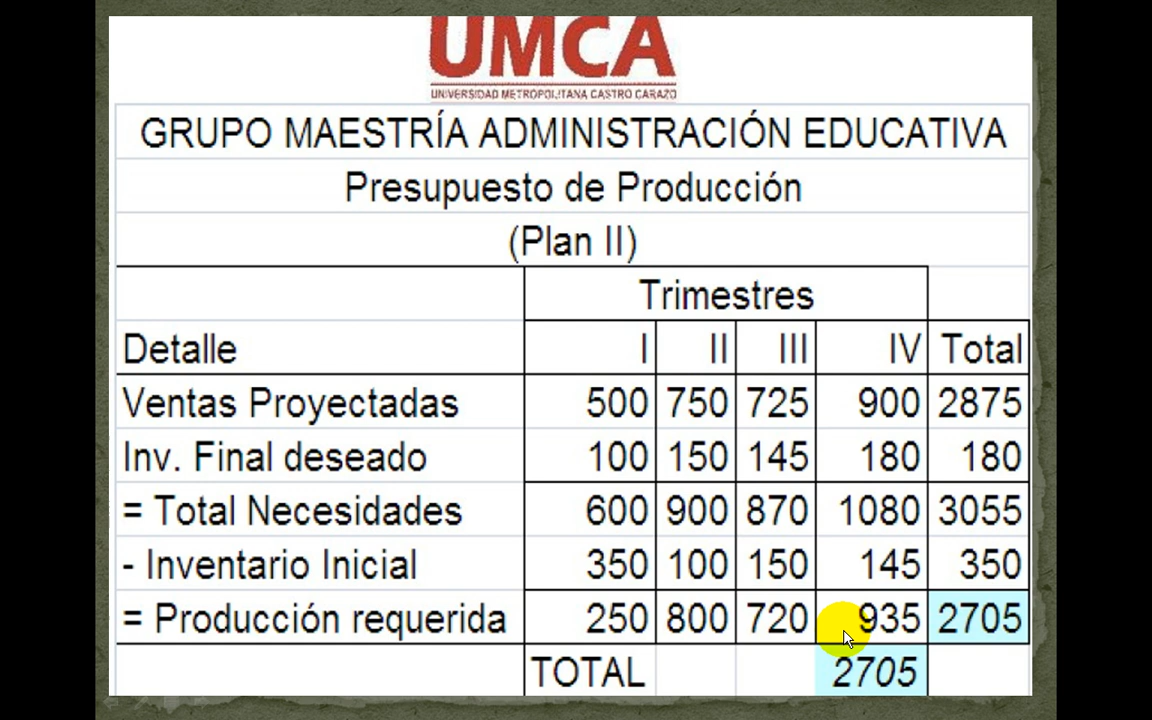 UMCA
UNIVERSIDAD METROPOLITANA CASTRO CARAZO
GRUPO MAESTRÍA ADMINISTRACIÓN EDUCATIVA
Presupuesto de Producción
(Plan II)
Trimestres
Detalle I II III IV Total
Ventas Proyectadas 500 750 725 900 2875
Inv. Final deseado 100 150 145 180 180
= Total Necesidades 600 900 870 1080 3055
- Inventario Inicial 350 100 150 145 350
= Producción requerida 250 800 720 935 2705
TOTAL 2705